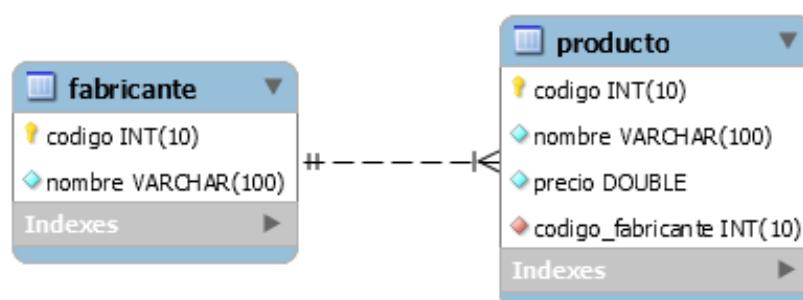 fabricante
codigo INT(10)
nombre VARCHAR(100)
Indexes
producto
codigo INT(10)
nombre VARCHAR(100)
precio DOUBLE
codigo_fabricante INT(10)
Indexes